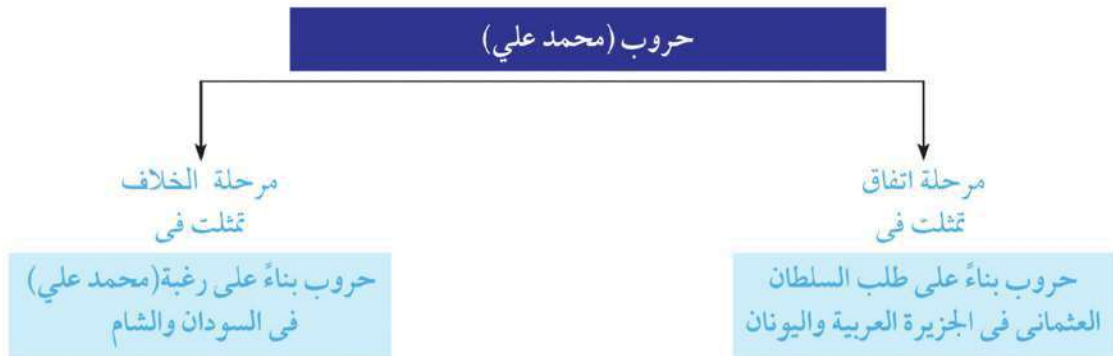 حروب (محمد علي)
مرحلة اتفاق
تمثلت فى
حروب بناءً على طلب السلطان
العثمانى فى الجزيرة العربية واليونان
مرحلة الخلاف
تمثلت فى
حروب بناءً على رغبة(محمد علي)
فى السودان والشام